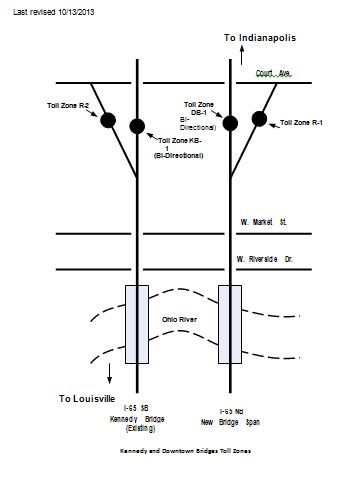 Last revised 10/13/2013
To Indianapolis
Court Ave.
Toll Zone R-2
Toll Zone
DB-1
Bi-
Directional)
Toll Zone R-1
Toll Zone KB-
1
(Bi-Directional)
W. Market St.
W. Riverside Dr.
Ohio River
To Louisville
I-65 SB
Kennedy Bridge
(Existing)
I-65 NB
New Bridge Span
Kennedy and Downtown Bridges Toll Zones